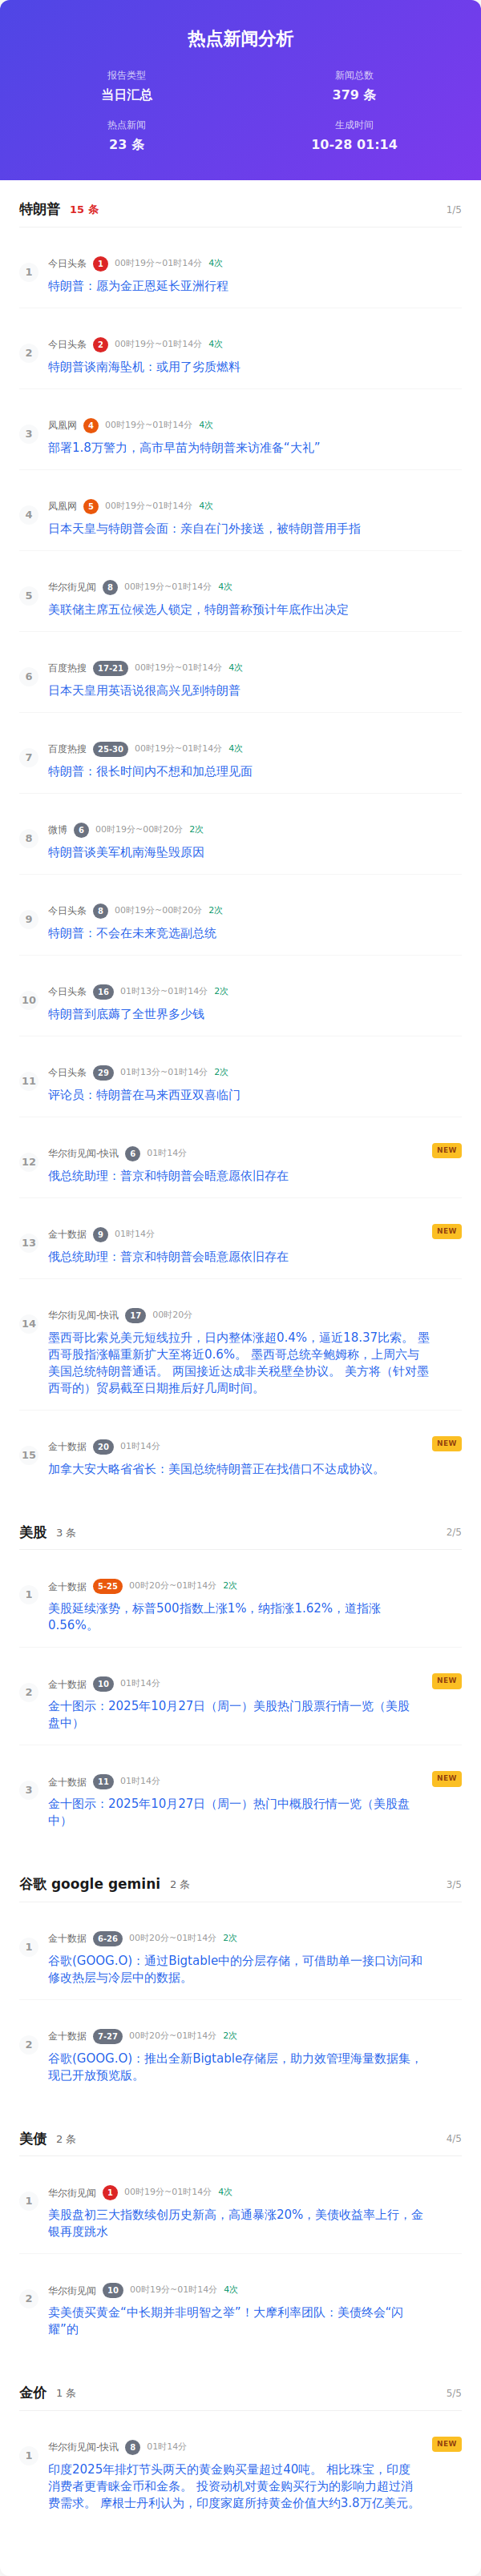 热点新闻分析
报告类型
新闻总数
当日汇总
379 条
热点新闻
生成时间
23 条
10-28 01:14
特朗普 15 条 1/5
1
今日头条 1 00时19分~01时14分 4次
特朗普：愿为金正恩延长亚洲行程
2
今日头条 2 00时19分~01时14分 4次
特朗普谈南海坠机：或用了劣质燃料
3
凤凰网 4 00时19分~01时14分 4次
部署1.8万警力，高市早苗为特朗普来访准备“大礼”
4
凤凰网 5 00时19分~01时14分 4次
日本天皇与特朗普会面：亲自在门外接送，被特朗普用手指
5
华尔街见闻 8 00时19分~01时14分 4次
美联储主席五位候选人锁定，特朗普称预计年底作出决定
6
百度热搜 17-21 00时19分~01时14分 4次
日本天皇用英语说很高兴见到特朗普
7
百度热搜 25-30 00时19分~01时14分 4次
特朗普：很长时间内不想和加总理见面
8
微博 6 00时19分~00时20分 2次
特朗普谈美军机南海坠毁原因
9
今日头条 8 00时19分~00时20分 2次
特朗普：不会在未来竞选副总统
10
今日头条 16 01时13分~01时14分 2次
特朗普到底薅了全世界多少钱
11
今日头条 29 01时13分~01时14分 2次
评论员：特朗普在马来西亚双喜临门
12
华尔街见闻-快讯 6 01时14分 NEW
俄总统助理：普京和特朗普会晤意愿依旧存在
13
金十数据 9 01时14分 NEW
俄总统助理：普京和特朗普会晤意愿依旧存在
14
华尔街见闻-快讯 17 00时20分
墨西哥比索兑美元短线拉升，日内整体涨超0.4%，逼近18.37比索。 墨
西哥股指涨幅重新扩大至将近0.6%。 墨西哥总统辛鲍姆称，上周六与
美国总统特朗普通话。 两国接近达成非关税壁垒协议。 美方将（针对墨
西哥的）贸易截至日期推后好几周时间。
15
金十数据 20 01时14分 NEW
加拿大安大略省省长：美国总统特朗普正在找借口不达成协议。
美股 3 条 2/5
1
金十数据 5-25 00时20分~01时14分 2次
美股延续涨势，标普500指数上涨1%，纳指涨1.62%，道指涨
0.56%。
2
金十数据 10 01时14分 NEW
金十图示：2025年10月27日（周一）美股热门股票行情一览（美股
盘中）
3
金十数据 11 01时14分 NEW
金十图示：2025年10月27日（周一）热门中概股行情一览（美股盘
中）
谷歌 google gemini 2 条 3/5
1
金十数据 6-26 00时20分~01时14分 2次
谷歌(GOOG.O)：通过Bigtable中的分层存储，可借助单一接口访问和
修改热层与冷层中的数据。
2
金十数据 7-27 00时20分~01时14分 2次
谷歌(GOOG.O)：推出全新Bigtable存储层，助力效管理海量数据集，
现已开放预览版。
美债 2 条 4/5
1
华尔街见闻 1 00时19分~01时14分 4次
美股盘初三大指数续创历史新高，高通暴涨20%，美债收益率上行，金
银再度跳水
2
华尔街见闻 10 00时19分~01时14分 4次
卖美债买黄金“中长期并非明智之举”！大摩利率团队：美债终会“闪
耀”的
金价 1 条 5/5
1
华尔街见闻-快讯 8 01时14分 NEW
印度2025年排灯节头两天的黄金购买量超过40吨。 相比珠宝，印度
消费者更青睐金币和金条。 投资动机对黄金购买行为的影响力超过消
费需求。 摩根士丹利认为，印度家庭所持黄金价值大约3.8万亿美元。